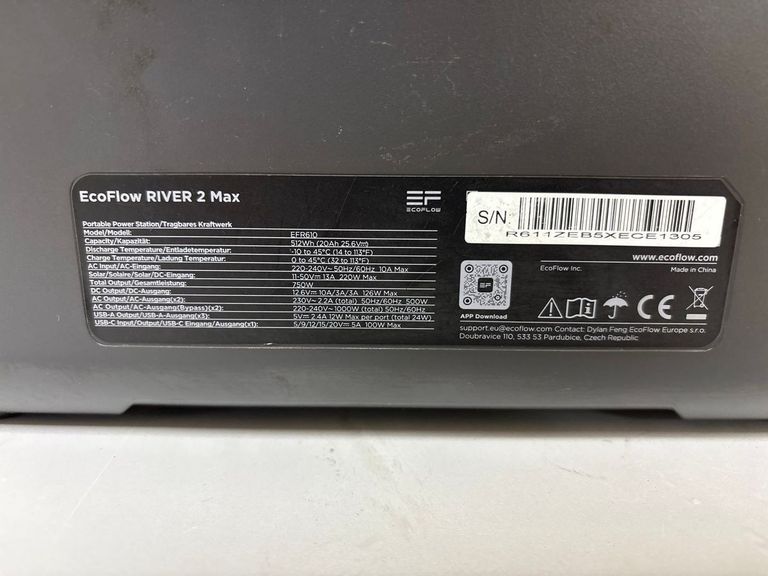 EcoFlow RIVER 2 Max
EF
ECOFLOW
S/N:
R611ZEB5XECE1305
Portable Power Station/Tragbares Kraftwerk
Model/Modell: EFR610
Capacity/Kapazität: 512Wh (20Ah 25.6V⎓)
Discharge Temperature/Entladetemperatur: -10 to 45°C (14 to 113°F)
Charge Temperature/Ladung Temperatur: 0 to 45°C (32 to 113°F)
AC Input/AC-Eingang: 220-240V~ 50Hz/60Hz 10A Max
Solar/Solaire/Solar/DC-Eingang: 11-50V⎓ 13A 220W Max
Total Output/Gesamtleistung: 750W
DC Output/DC-Ausgang: 12.6V⎓ 10A/3A/3A 126W Max
AC Output/AC-Ausgang(x2): 230V~ 2.2A (total) 50Hz/60Hz 500W
AC Output/AC-Ausgang(Bypass)(x2): 220-240V~ 1000W (total) 50Hz/60Hz
USB-A Output/USB-A-Ausgang(x3): 5V⎓ 2.4A 12W Max per port (total 24W)
USB-C Input/Output/USB-C Eingang/Ausgang(x1): 5/9/12/15/20V⎓ 5A 100W Max
EF
APP Download
www.ecoflow.com
EcoFlow Inc. Made in China
CE
support.eu@ecoflow.com Contact: Dylan Feng EcoFlow Europe s.r.o.
Doubravice 110, 533 53 Pardubice, Czech Republic